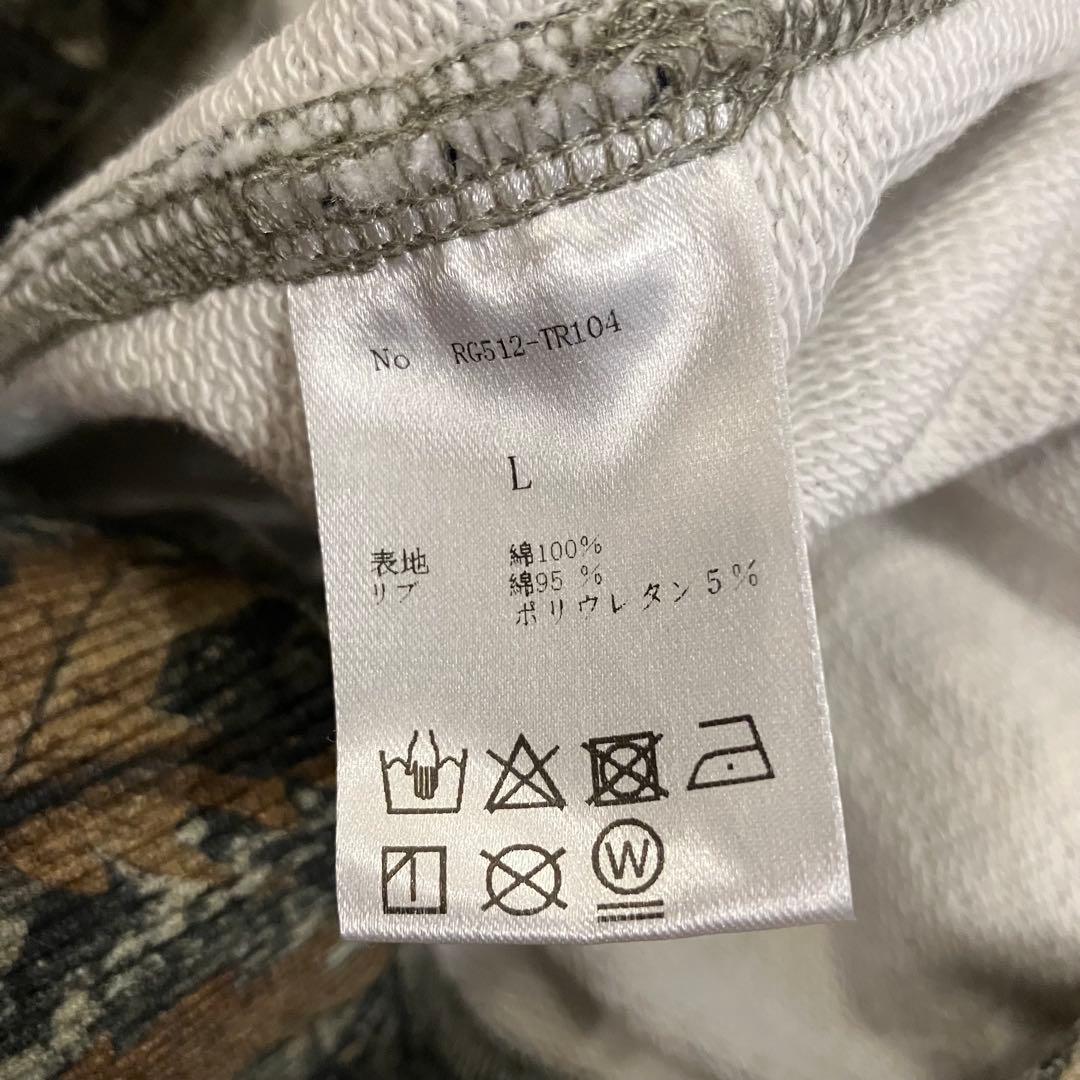 No RG512-TR104
L
表地 綿100%
リブ 綿95 %
ポリウレタン 5%
W